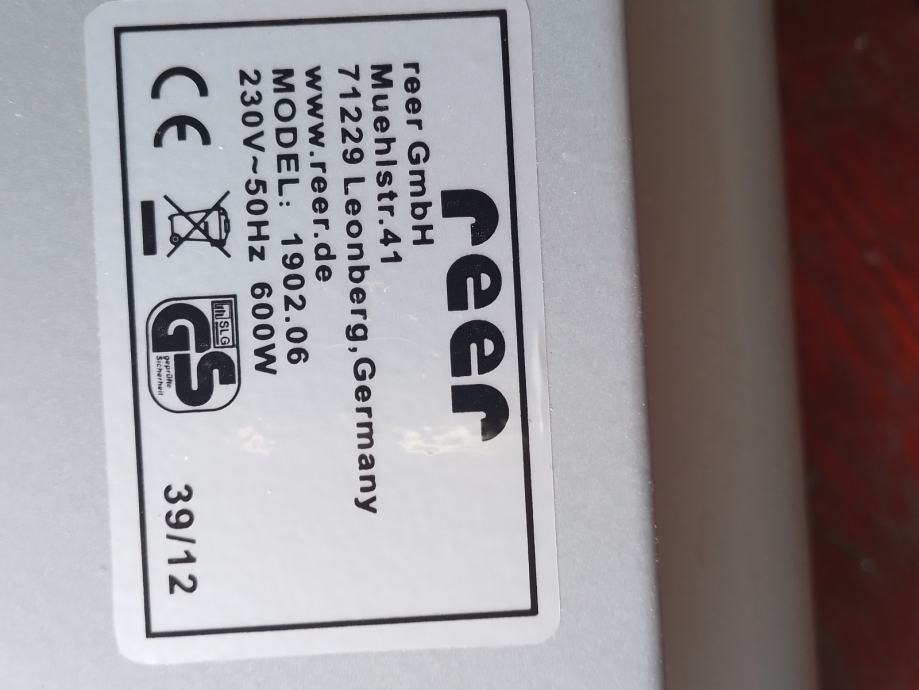 reer
reer GmbH
Muehlstr.41
71229 Leonberg,Germany
www.reer.de
MODEL: 1902.06
230V~50Hz 600W
CE
SLG
GS
geprüfte
Sicherheit
39/12